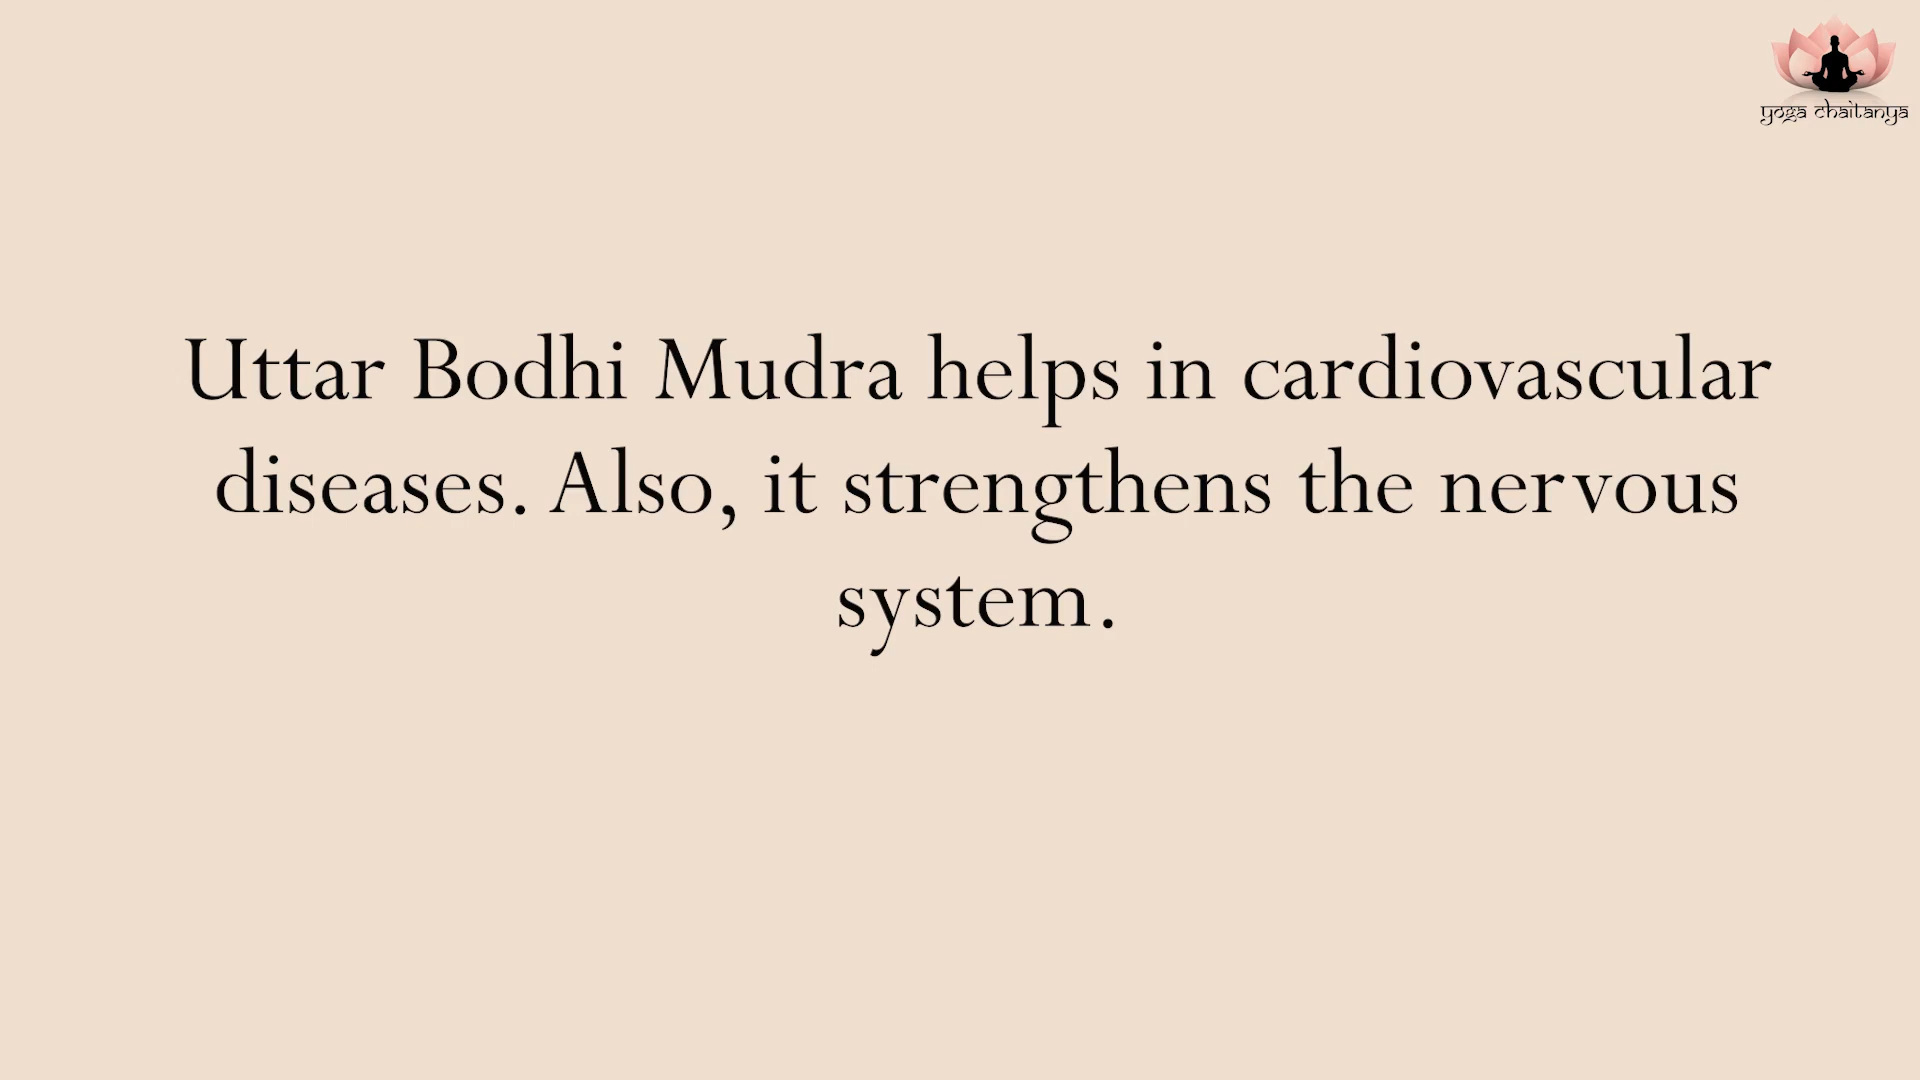 yoga chaitanya
Uttar Bodhi Mudra helps in cardiovascular
diseases. Also, it strengthens the nervous
system.